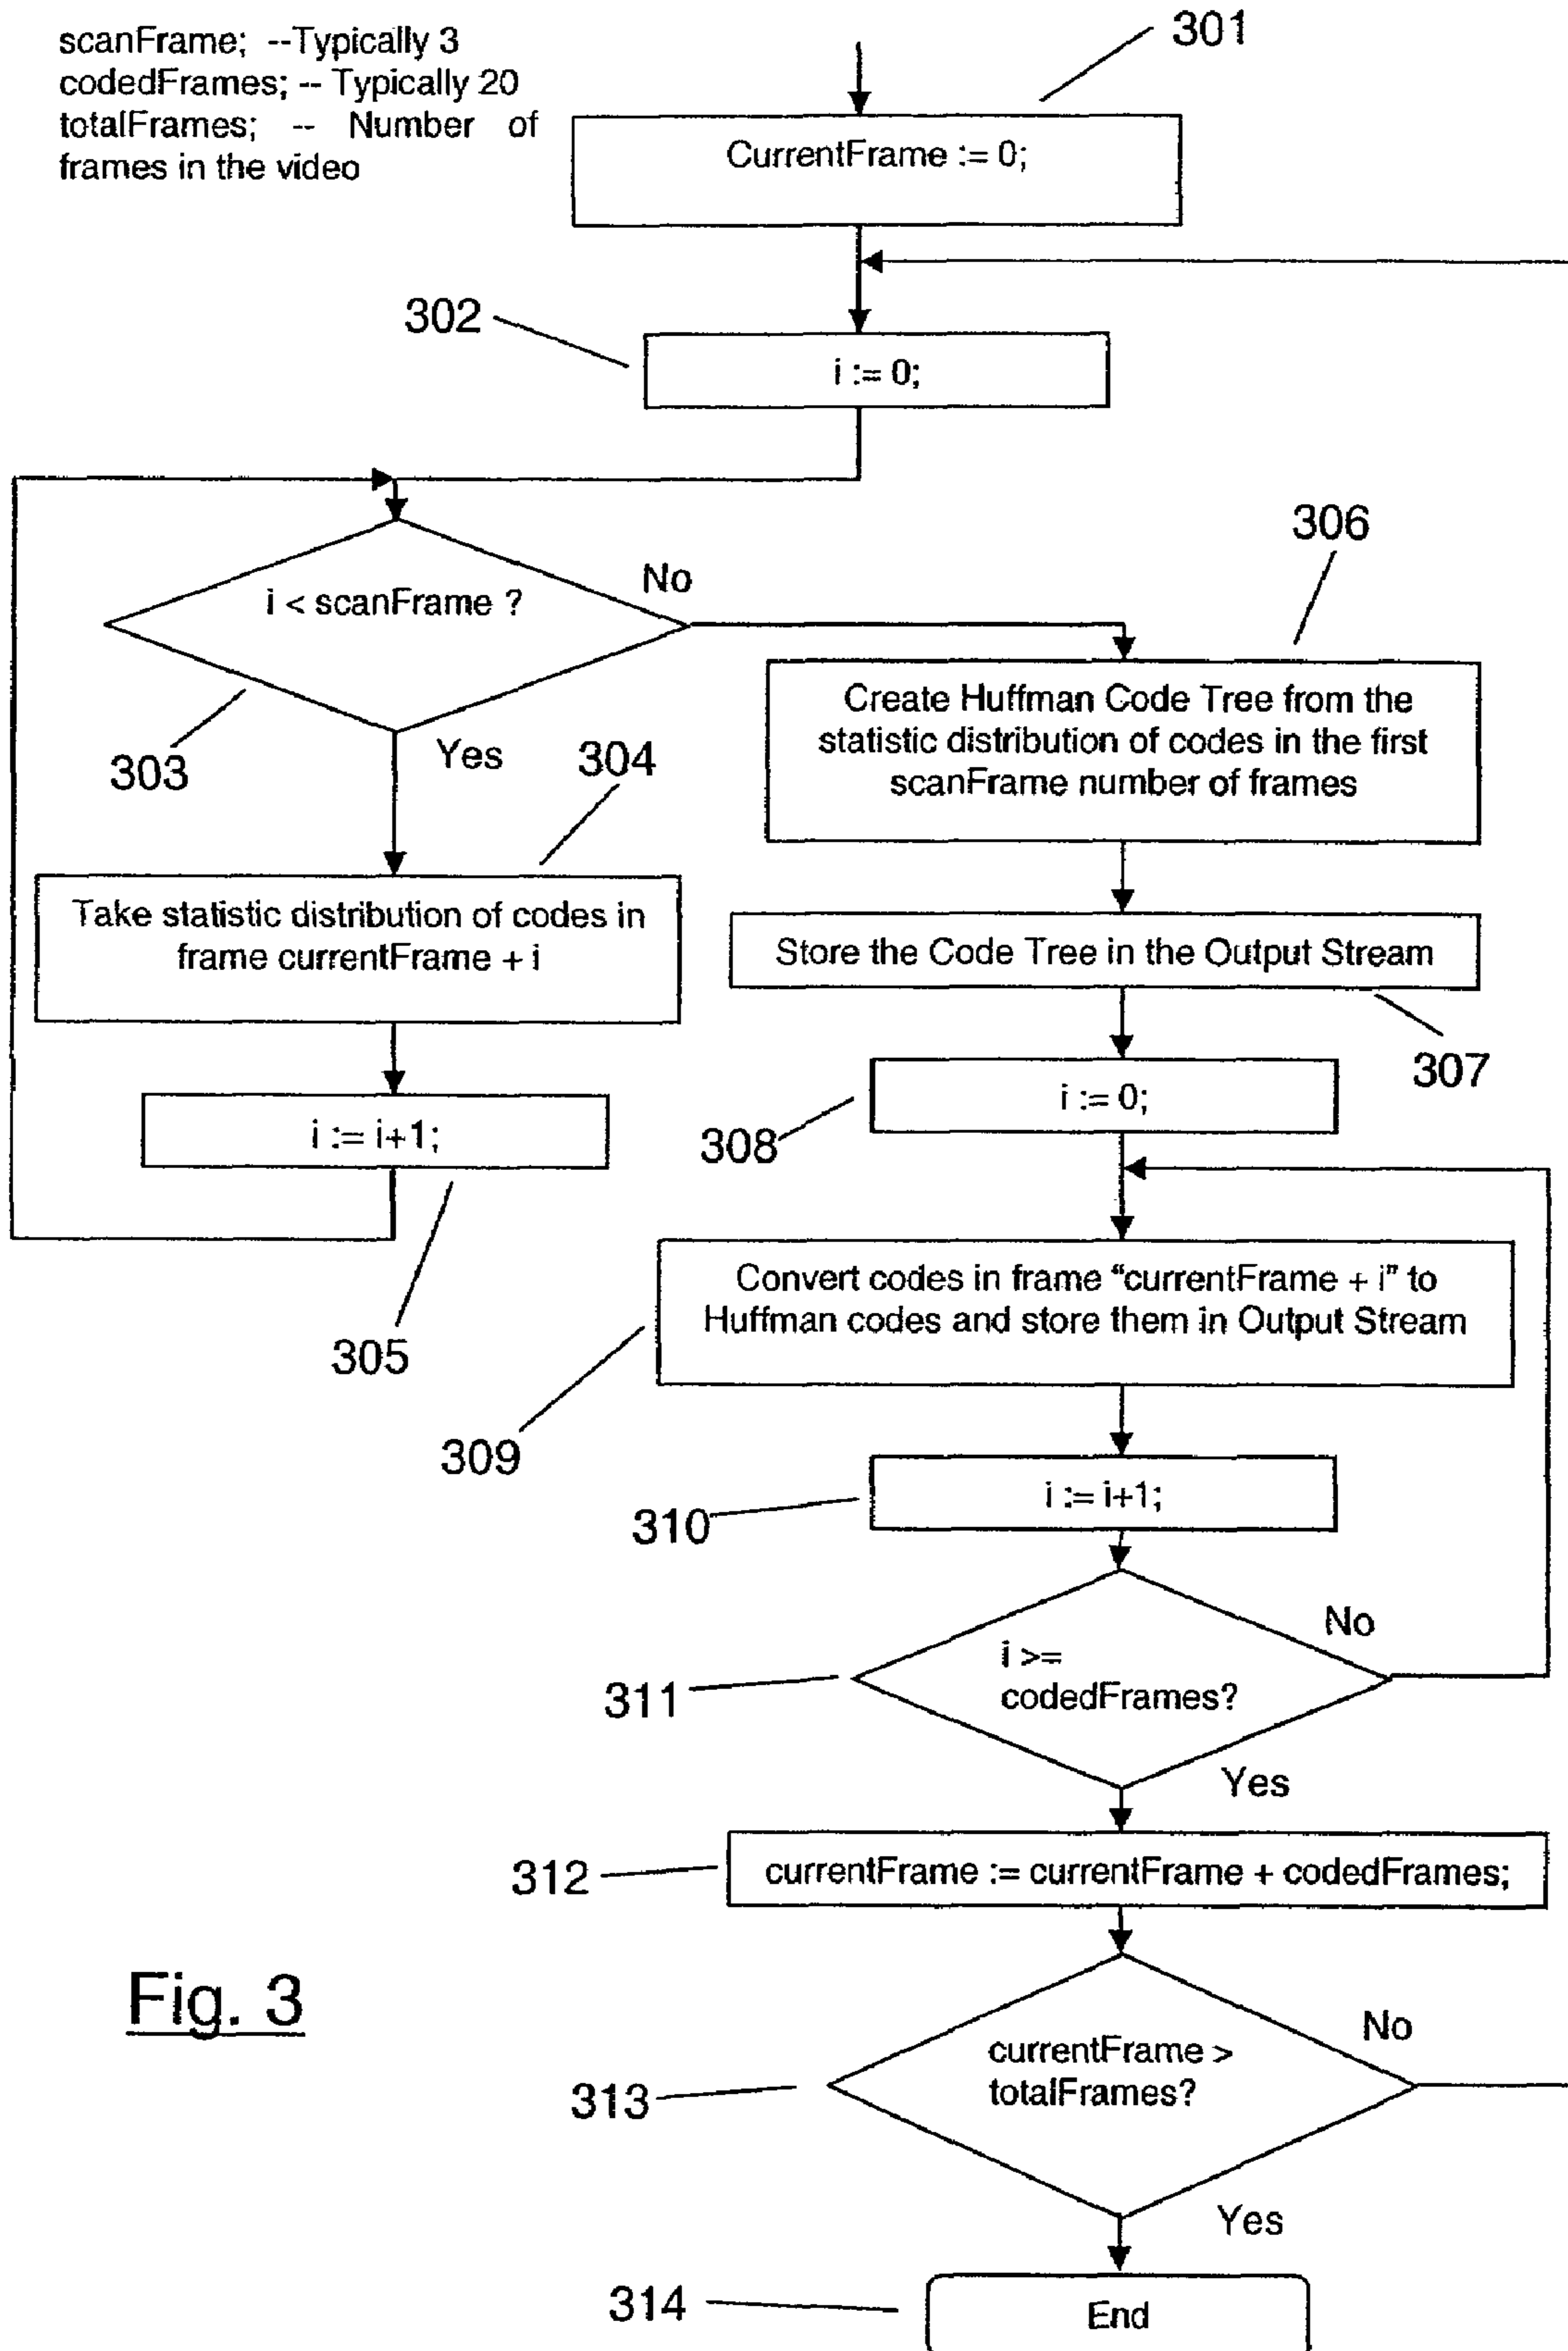 scanFrame; --Typically 3
codedFrames; -- Typically 20
totalFrames; -- Number of
frames in the video
301
CurrentFrame := 0;
302
i := 0;
303
i < scanFrame ?
No
Yes
306
Create Huffman Code Tree from the
statistic distribution of codes in the first
scanFrame number of frames
304
Take statistic distribution of codes in
frame currentFrame + i
Store the Code Tree in the Output Stream
307
i := i+1;
305
308
i := 0;
Convert codes in frame “currentFrame + i” to
Huffman codes and store them in Output Stream
309
310
i := i+1;
311
i >=
codedFrames?
No
Yes
312
currentFrame := currentFrame + codedFrames;
Fig. 3
313
currentFrame >
totalFrames?
No
Yes
314
End